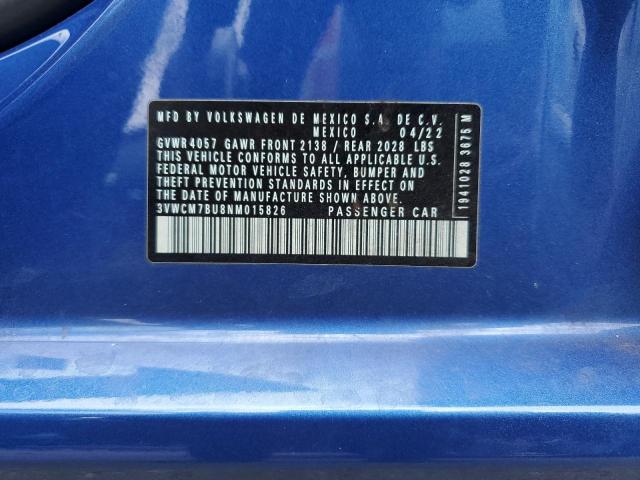 MFD BY VOLKSWAGEN DE MEXICO S.A. DE C.V.
MEXICO 04/22
GVWR 4057 GAWR FRONT 2138 / REAR 2028 LBS
THIS VEHICLE CONFORMS TO ALL APPLICABLE U.S.
FEDERAL MOTOR VEHICLE SAFETY, BUMPER AND
THEFT PREVENTION STANDARDS IN EFFECT ON
THE DATE OF MANUFACTURE SHOWN ABOVE.
3VWCM7BU8NM015826 PASSENGER CAR
1941028 3675 M